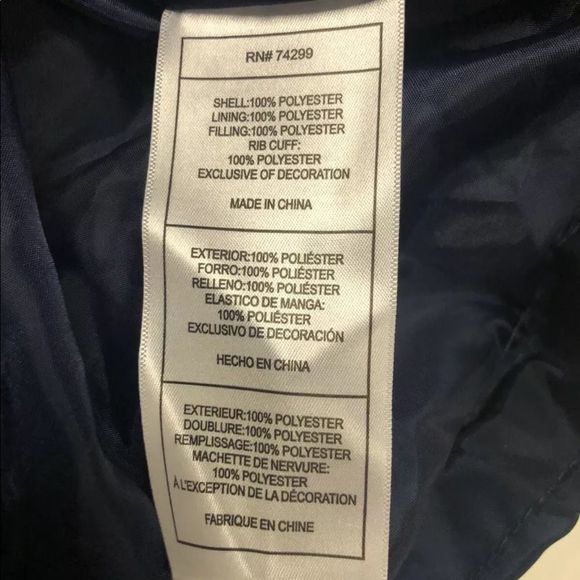 RN# 74299
SHELL:100% POLYESTER
LINING:100% POLYESTER
FILLING:100% POLYESTER
RIB CUFF:
100% POLYESTER
EXCLUSIVE OF DECORATION
MADE IN CHINA
EXTERIOR:100% POLIÉSTER
FORRO:100% POLIÉSTER
RELLENO:100% POLIÉSTER
ELASTICO DE MANGA:
100% POLIÉSTER
EXCLUSIVO DE DECORACIÓN
HECHO EN CHINA
EXTERIEUR:100% POLYESTER
DOUBLURE:100% POLYESTER
REMPLISSAGE:100% POLYESTER
MACHETTE DE NERVURE:
100% POLYESTER
À L'EXCEPTION DE LA DÉCORATION
FABRIQUE EN CHINE